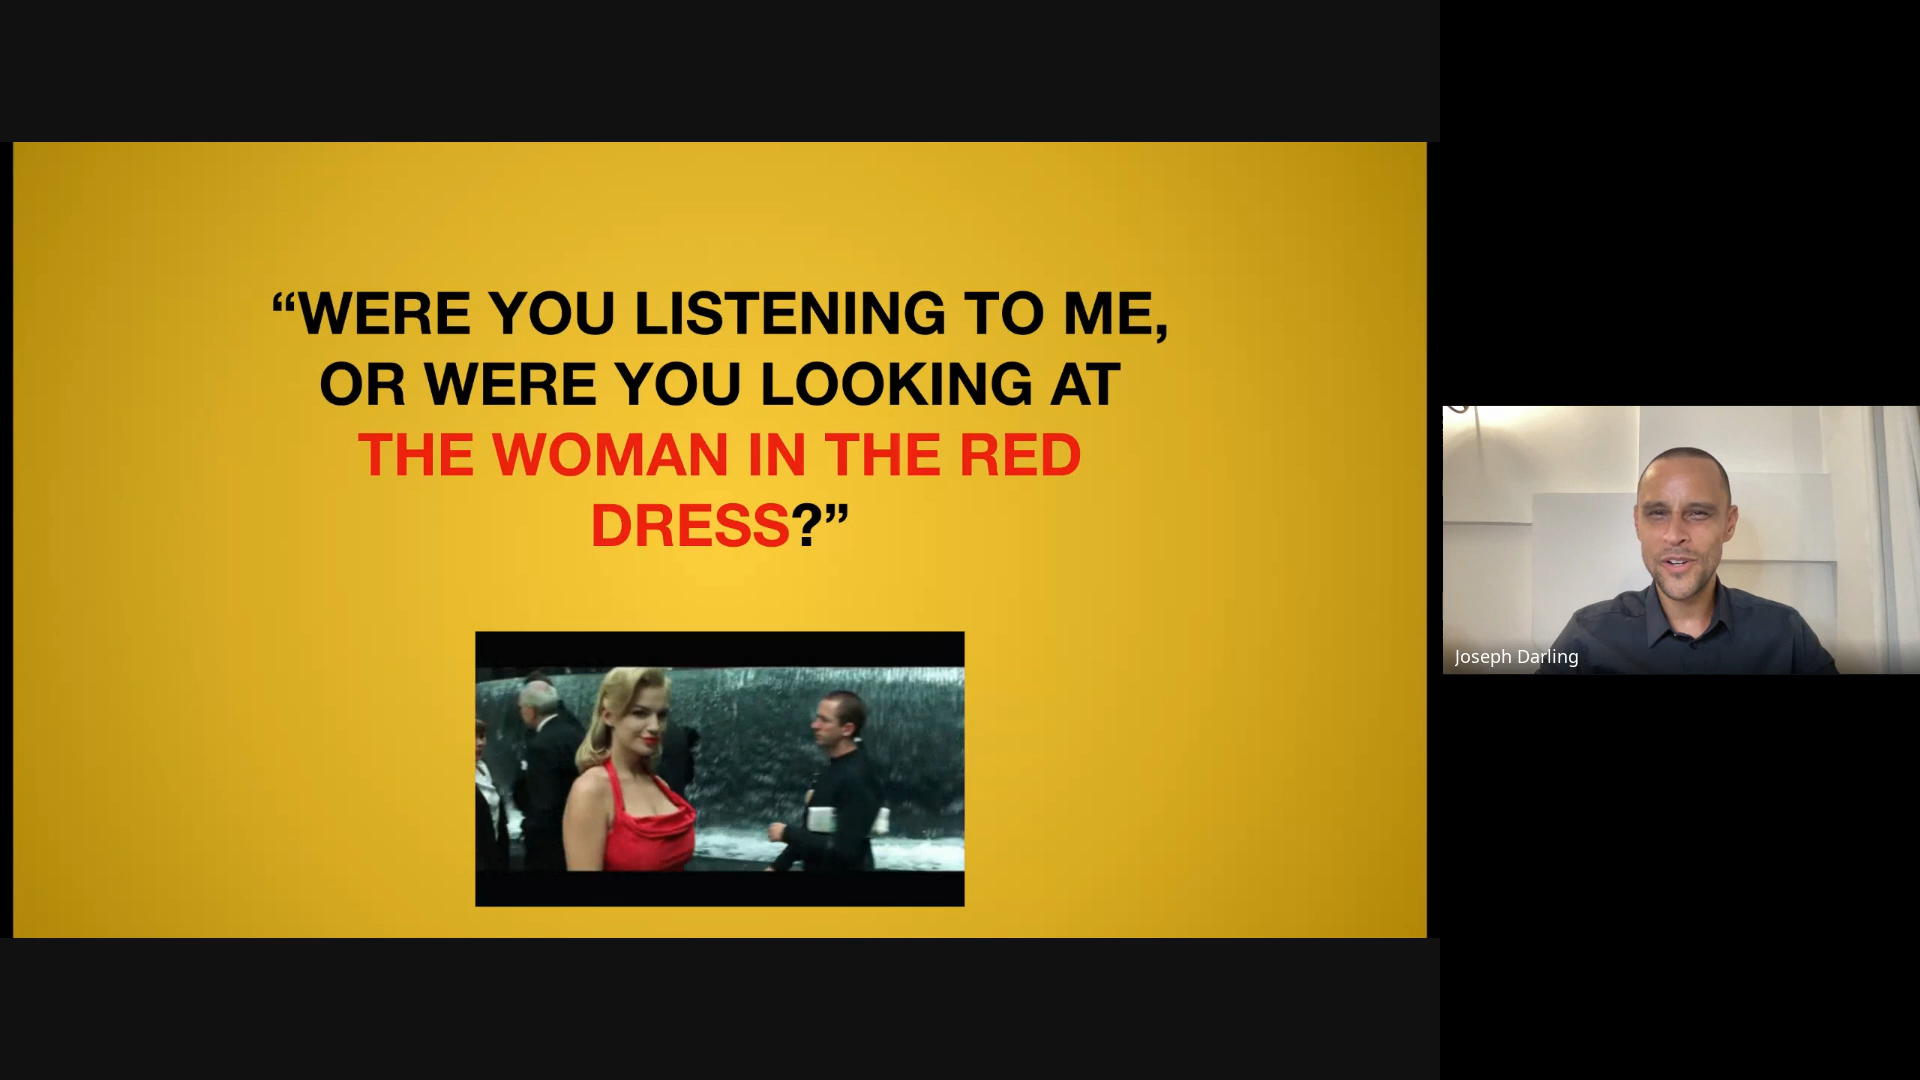 “WERE YOU LISTENING TO ME,
OR WERE YOU LOOKING AT
THE WOMAN IN THE RED
DRESS?”
Joseph Darling